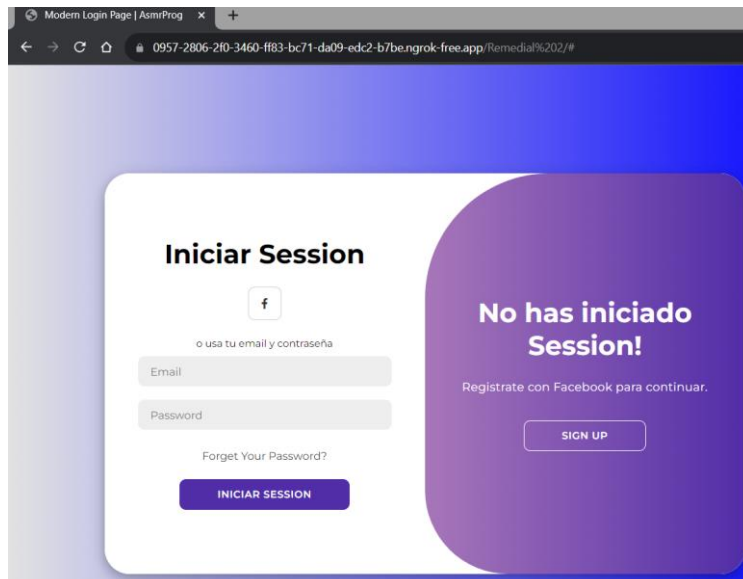 Modern Login Page | AsmrProg
0957-2806-2f0-3460-ff83-bc71-da09-edc2-b7be.ngrok-free.app/Remedial%202/#
Iniciar Session
f
o usa tu email y contraseña
Email
Password
Forget Your Password?
INICIAR SESSION
No has iniciado
Session!
Registrate con Facebook para continuar.
SIGN UP